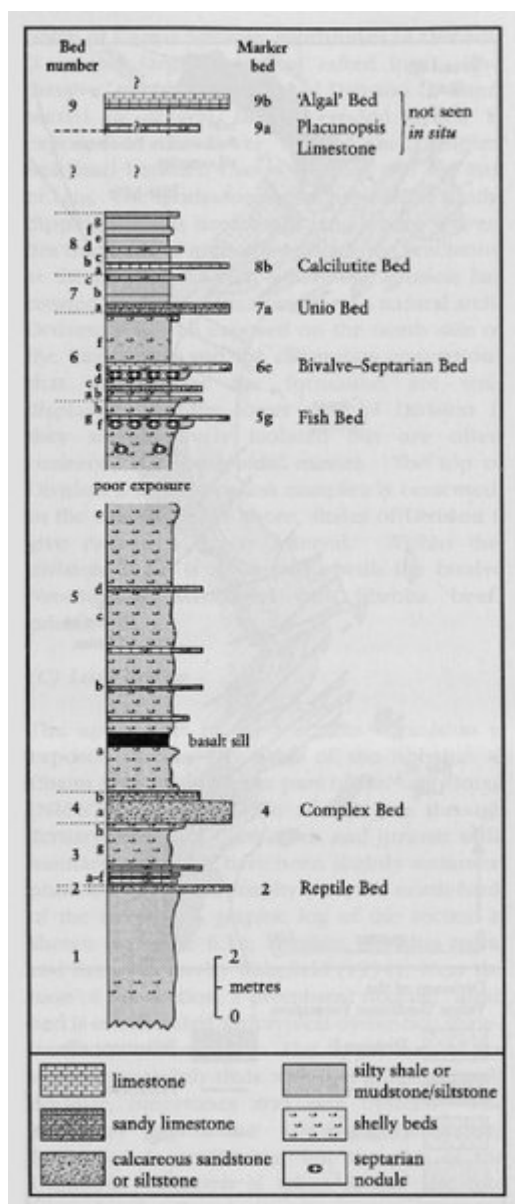 Bed number
Marker bed
?
9
9b 'Algal' Bed
9a Placunopsis Limestone
not seen in situ
?
? ?
8
g
f
d
c
b
a
8b Calcilutite Bed
7
c
b
a
7a Unio Bed
6
f
e
d
c
6e Bivalve–Septarian Bed
g
f
5g Fish Bed
poor exposure
5
d
c
b
basalt sill
a
4
b
a
4 Complex Bed
3
h
g
a-f
2
Reptile Bed
1
2
metres
0
limestone
silty shale or mudstone/siltstone
sandy limestone
shelly beds
calcareous sandstone or siltstone
septarian nodule